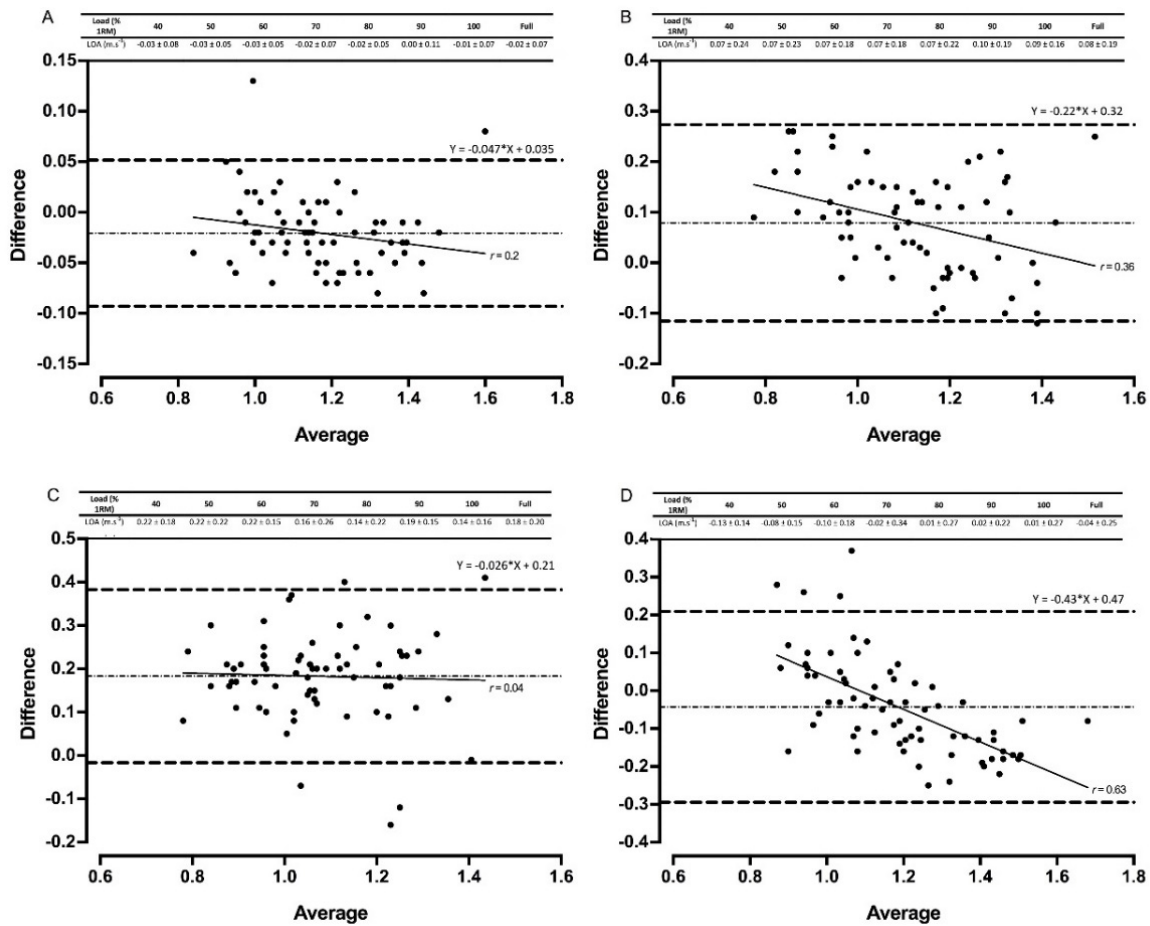 A
Load (% 1RM) 40 50 60 70 80 90 100 Full
LOA (m.s⁻¹) -0.03 ± 0.08 -0.03 ± 0.05 -0.03 ± 0.05 -0.02 ± 0.07 -0.02 ± 0.05 0.00 ± 0.11 -0.01 ± 0.07 -0.02 ± 0.07
0.15
0.10
Y = -0.047*X + 0.035
0.05
0.00
-0.05
r = 0.2
-0.10
-0.15
Difference
0.6 0.8 1.0 1.2 1.4 1.6 1.8
Average
B
Load (% 1RM) 40 50 60 70 80 90 100 Full
LOA (m.s⁻¹) 0.07 ± 0.24 0.07 ± 0.23 0.07 ± 0.18 0.07 ± 0.18 0.07 ± 0.22 0.10 ± 0.19 0.09 ± 0.16 0.08 ± 0.19
0.4
Y = -0.22*X + 0.32
0.3
0.2
0.1
0.0
r = 0.36
-0.1
-0.2
Difference
0.6 0.8 1.0 1.2 1.4 1.6
Average
C
Load (% 1RM) 40 50 60 70 80 90 100 Full
LOA (m.s⁻¹) 0.22 ± 0.18 0.22 ± 0.22 0.22 ± 0.15 0.16 ± 0.26 0.14 ± 0.22 0.19 ± 0.15 0.14 ± 0.16 0.18 ± 0.20
0.5
Y = -0.026*X + 0.21
0.4
0.3
0.2
r = 0.04
0.1
0.0
-0.1
-0.2
Difference
0.6 0.8 1.0 1.2 1.4 1.6
Average
D
Load (% 1RM) 40 50 60 70 80 90 100 Full
LOA (m.s⁻¹) -0.13 ± 0.14 -0.08 ± 0.15 -0.10 ± 0.18 -0.02 ± 0.34 0.01 ± 0.27 0.02 ± 0.22 0.01 ± 0.27 -0.04 ± 0.25
0.4
0.3
Y = -0.43*X + 0.47
0.2
0.1
0.0
-0.1
-0.2
-0.3
r = 0.63
-0.4
Difference
0.6 0.8 1.0 1.2 1.4 1.6 1.8
Average